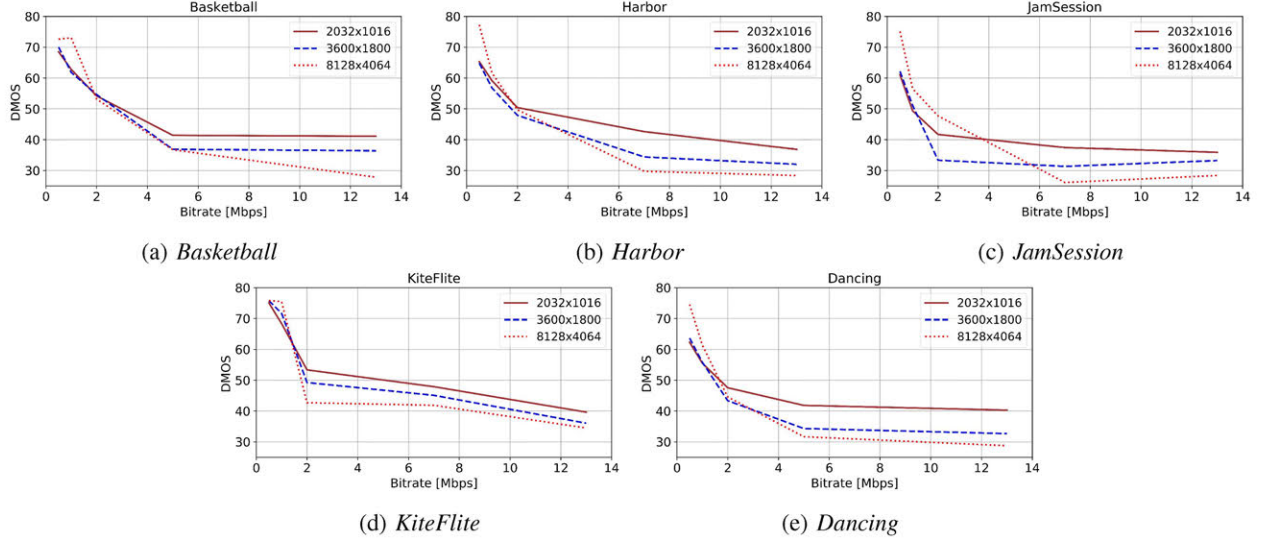 Basketball
80
70
60
50
40
30
DMOS
0 2 4 6 8 10 12 14
Bitrate [Mbps]
2032x1016
3600x1800
8128x4064
(a) Basketball
Harbor
80
70
60
50
40
30
DMOS
0 2 4 6 8 10 12 14
Bitrate [Mbps]
2032x1016
3600x1800
8128x4064
(b) Harbor
JamSession
80
70
60
50
40
30
DMOS
0 2 4 6 8 10 12 14
Bitrate [Mbps]
2032x1016
3600x1800
8128x4064
(c) JamSession
KiteFlite
80
70
60
50
40
30
DMOS
0 2 4 6 8 10 12 14
Bitrate [Mbps]
2032x1016
3600x1800
8128x4064
(d) KiteFlite
Dancing
80
70
60
50
40
30
DMOS
0 2 4 6 8 10 12 14
Bitrate [Mbps]
2032x1016
3600x1800
8128x4064
(e) Dancing